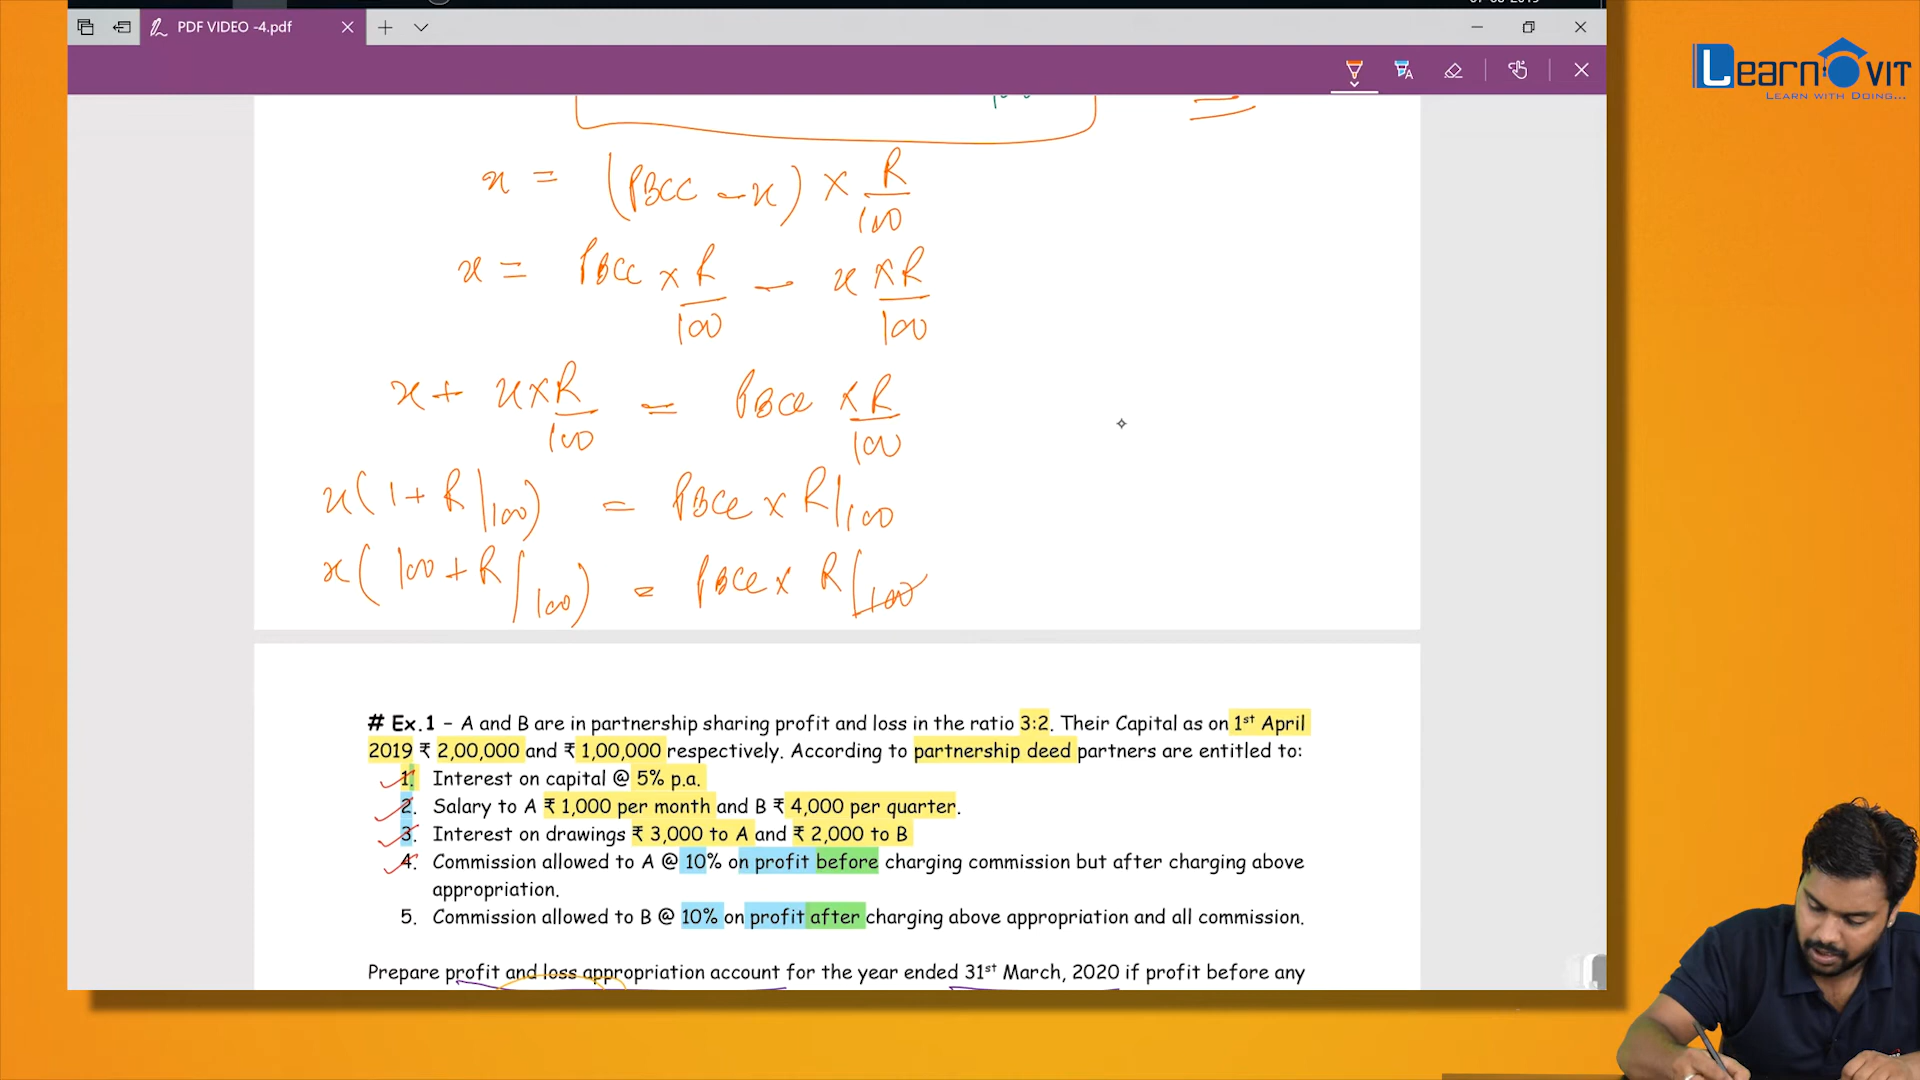 PDF VIDEO -4.pdf
Learn OVIT
LEARN WITH DOING...
x = (PBCC - x) × R/100
x = PBCC × R/100 - x × R/100
x + x × R/100 = PBCC × R/100
x(1 + R/100) = PBCC × R/100
x(100 + R/100) = PBCC × R/100
# Ex.1 – A and B are in partnership sharing profit and loss in the ratio 3:2. Their Capital as on 1st April
2019 ₹ 2,00,000 and ₹ 1,00,000 respectively. According to partnership deed partners are entitled to:
1. Interest on capital @ 5% p.a.
2. Salary to A ₹ 1,000 per month and B ₹ 4,000 per quarter.
3. Interest on drawings ₹ 3,000 to A and ₹ 2,000 to B
4. Commission allowed to A @ 10% on profit before charging commission but after charging above
appropriation.
5. Commission allowed to B @ 10% on profit after charging above appropriation and all commission.
Prepare profit and loss appropriation account for the year ended 31st March, 2020 if profit before any